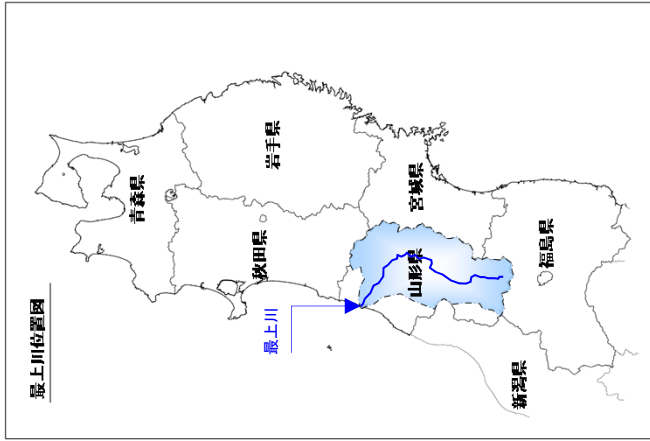 最上川位置図
青森県
岩手県
秋田県
宮城県
山形県
最上川
福島県
新潟県